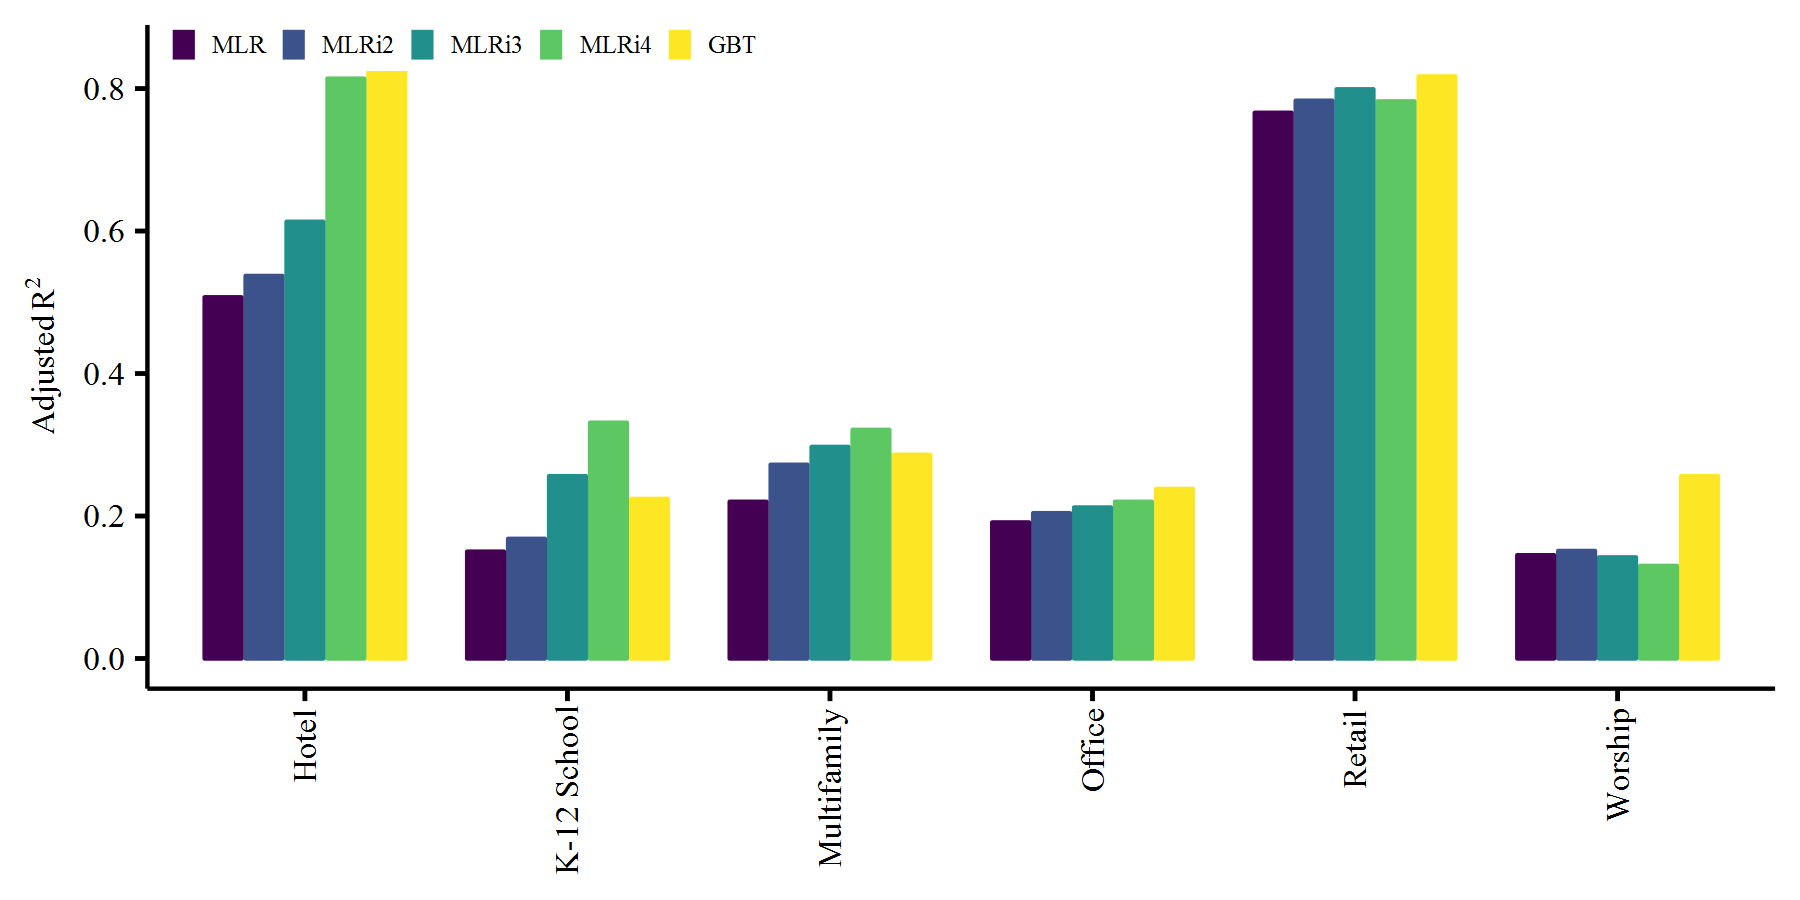 MLR MLRi2 MLRi3 MLRi4 GBT
Adjusted R²
0.8
0.6
0.4
0.2
0.0
Hotel
K-12 School
Multifamily
Office
Retail
Worship